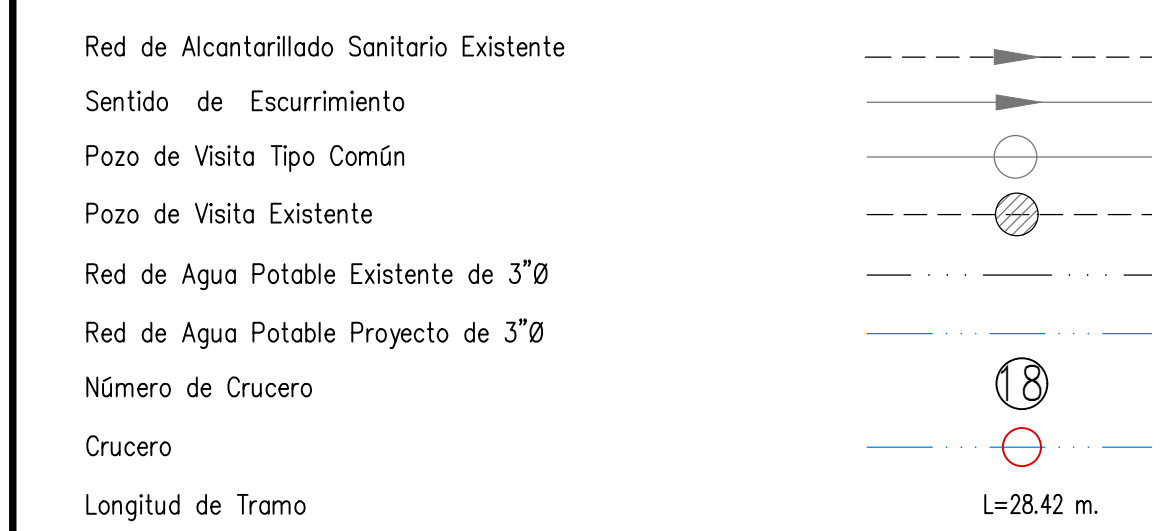 Red de Alcantarillado Sanitario Existente
Sentido de Escurrimiento
Pozo de Visita Tipo Común
Pozo de Visita Existente
Red de Agua Potable Existente de 3”Ø
Red de Agua Potable Proyecto de 3”Ø
Número de Crucero 18
Crucero
Longitud de Tramo L=28.42 m.